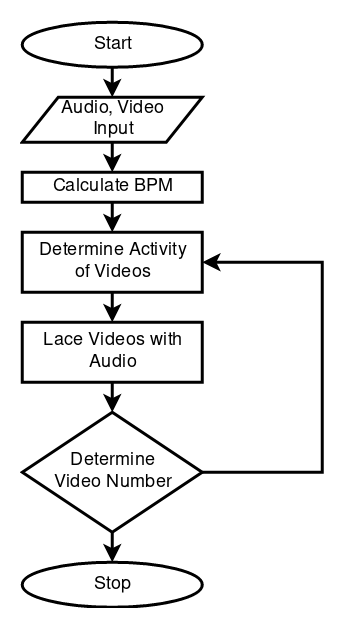 Start
Audio, Video
Input
Calculate BPM
Determine Activity
of Videos
Lace Videos with
Audio
Determine
Video Number
Stop